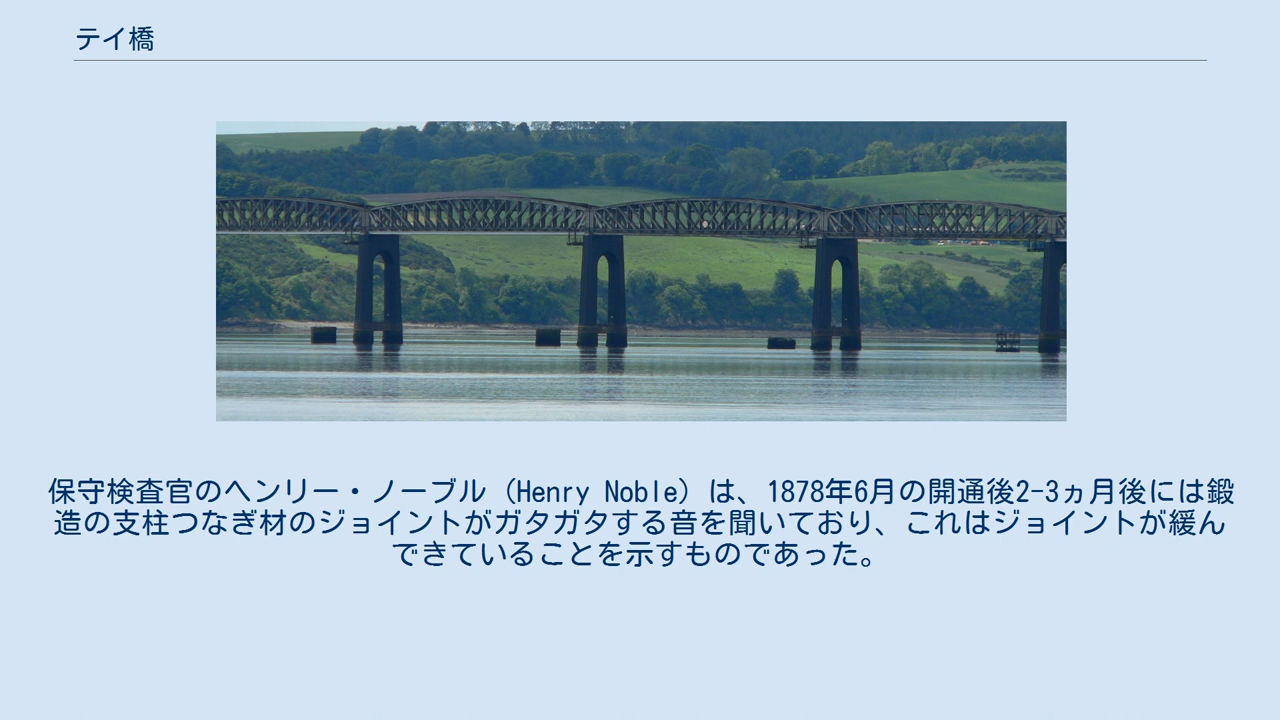 テイ橋
保守検査官のヘンリー・ノーブル（Henry Noble）は、1878年6月の開通後2-3ヵ月後には鍛
造の支柱つなぎ材のジョイントがガタガタする音を聞いており、これはジョイントが緩ん
できていることを示すものであった。